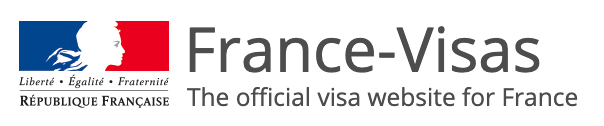 Liberté • Égalité • Fraternité
RÉPUBLIQUE FRANÇAISE
France-Visas
The official visa website for France